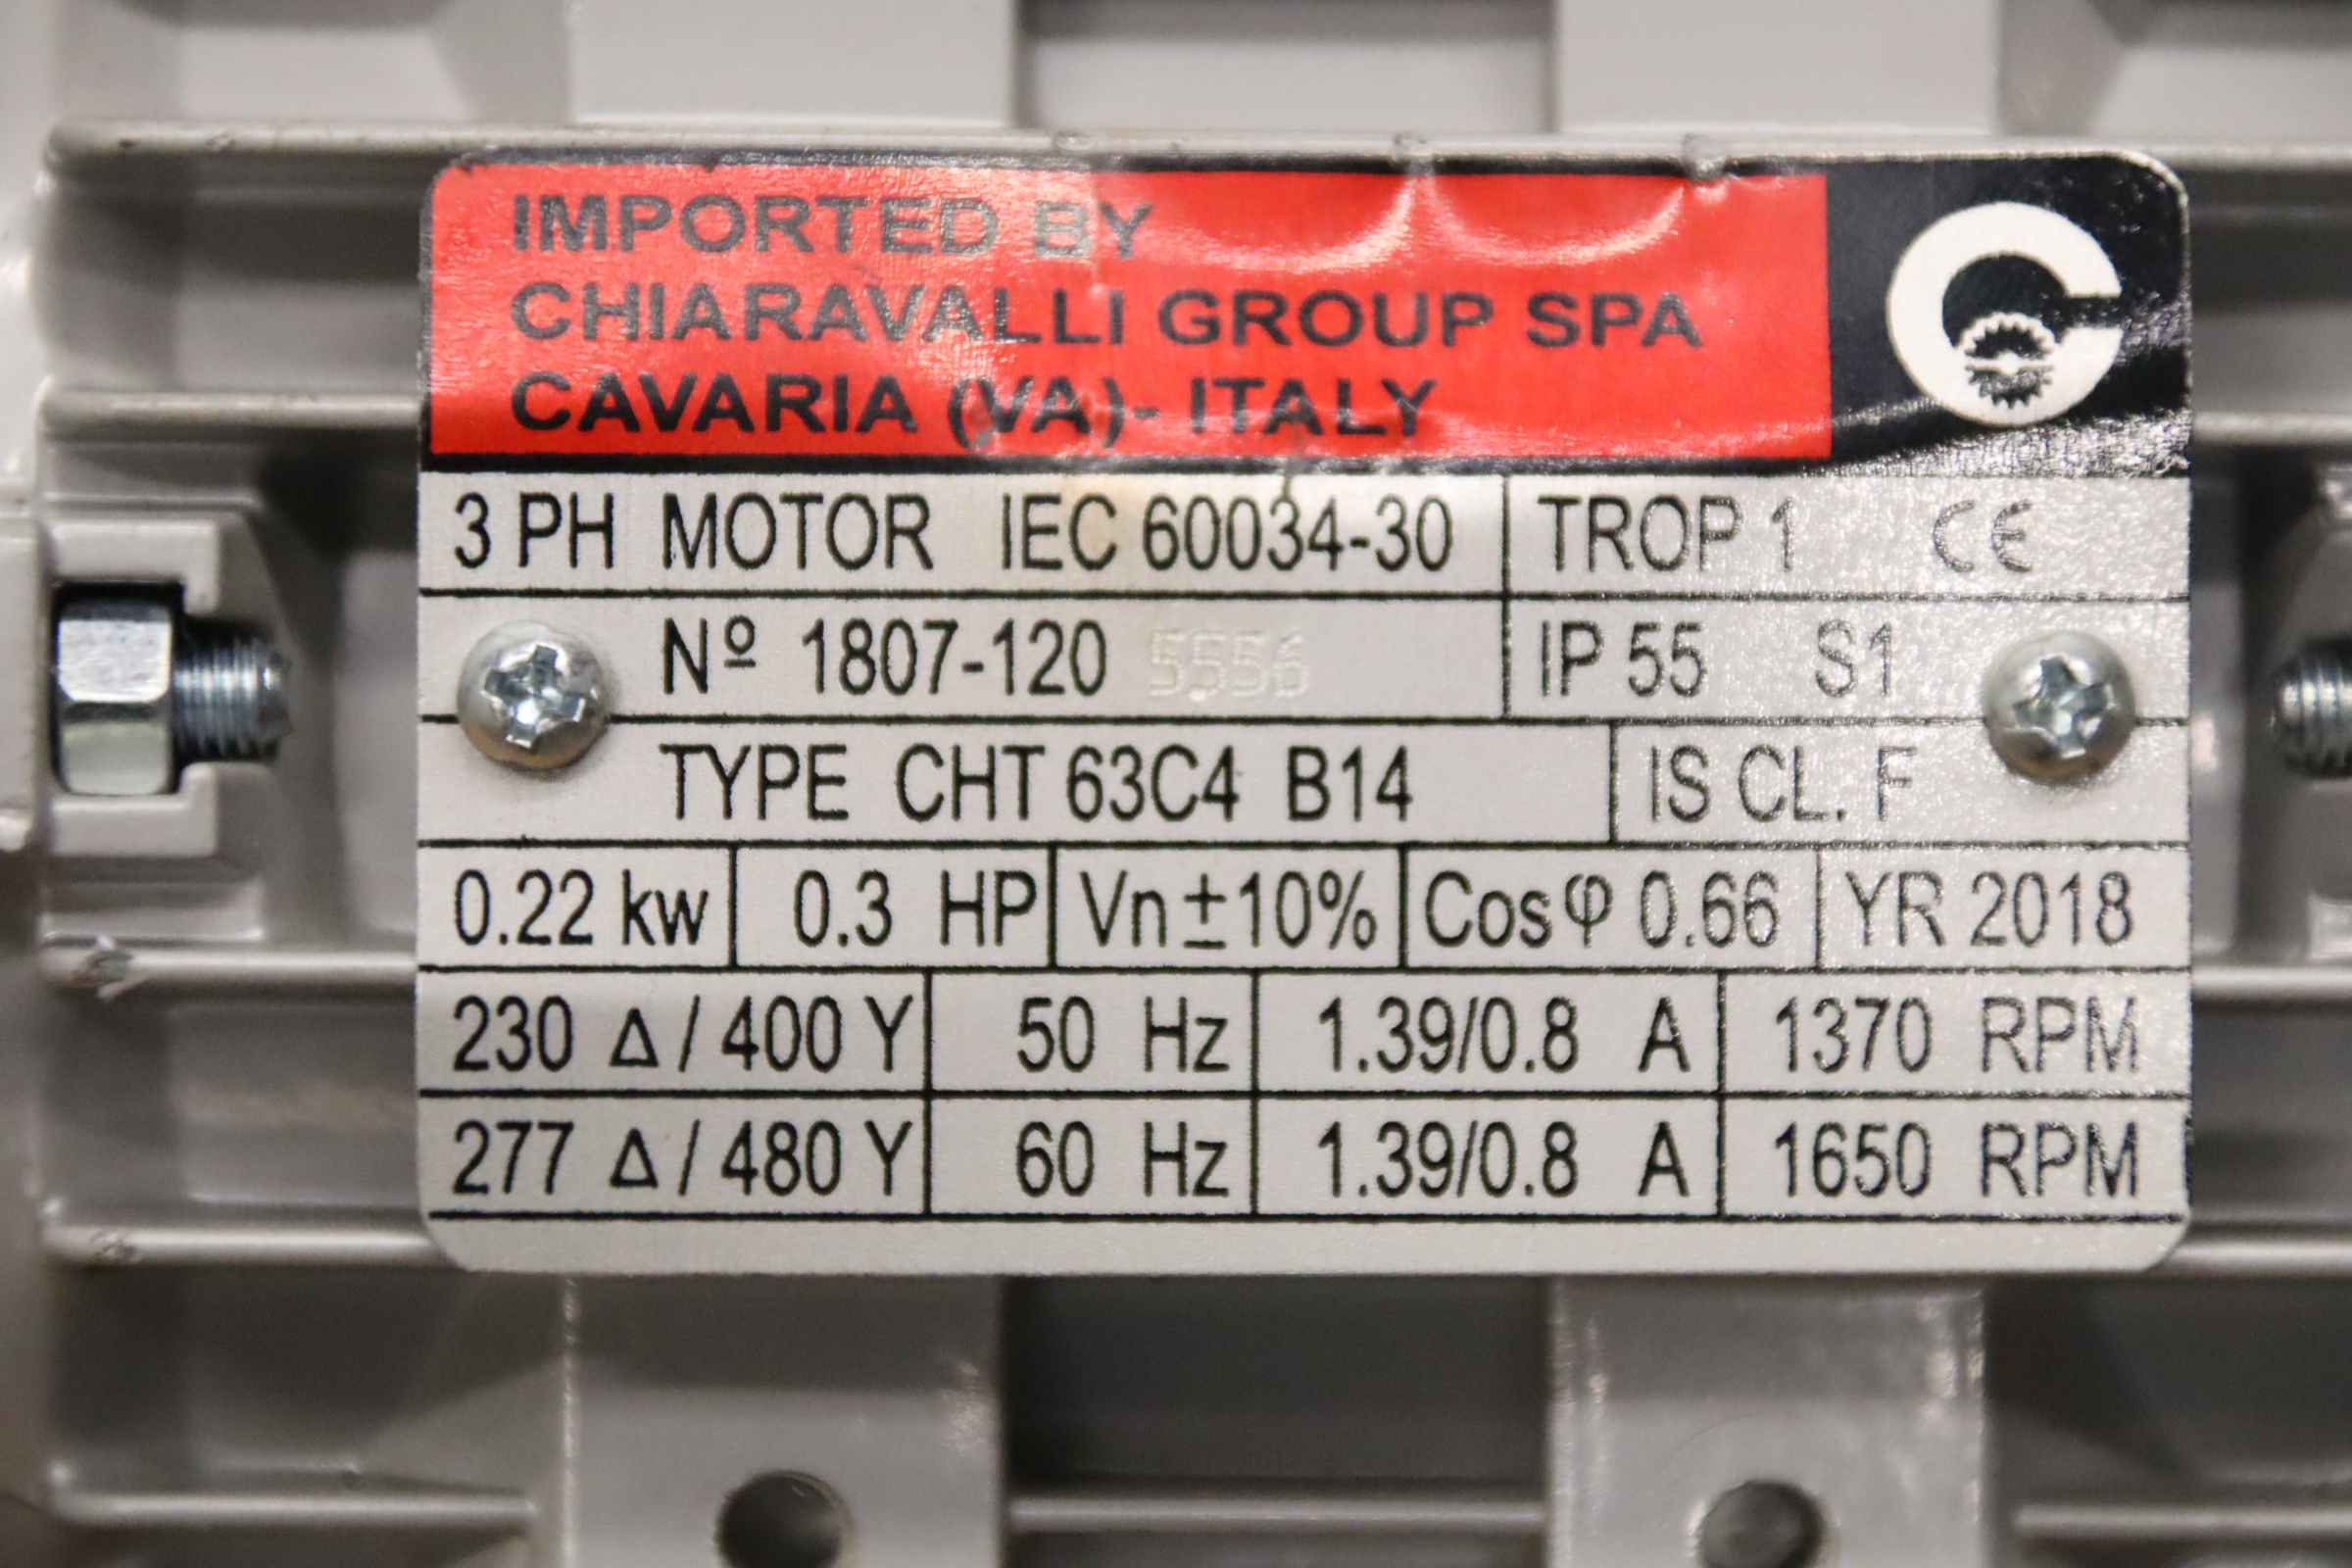 IMPORTED BY
CHIARAVALLI GROUP SPA
CAVARIA (VA)- ITALY
3 PH MOTOR IEC 60034-30 TROP 1 CE
Nº 1807-120 5556 IP 55 S1
TYPE CHT 63C4 B14 IS CL. F
0.22 kw 0.3 HP Vn±10% Cosφ 0.66 YR 2018
230 Δ / 400 Y 50 Hz 1.39/0.8 A 1370 RPM
277 Δ / 480 Y 60 Hz 1.39/0.8 A 1650 RPM